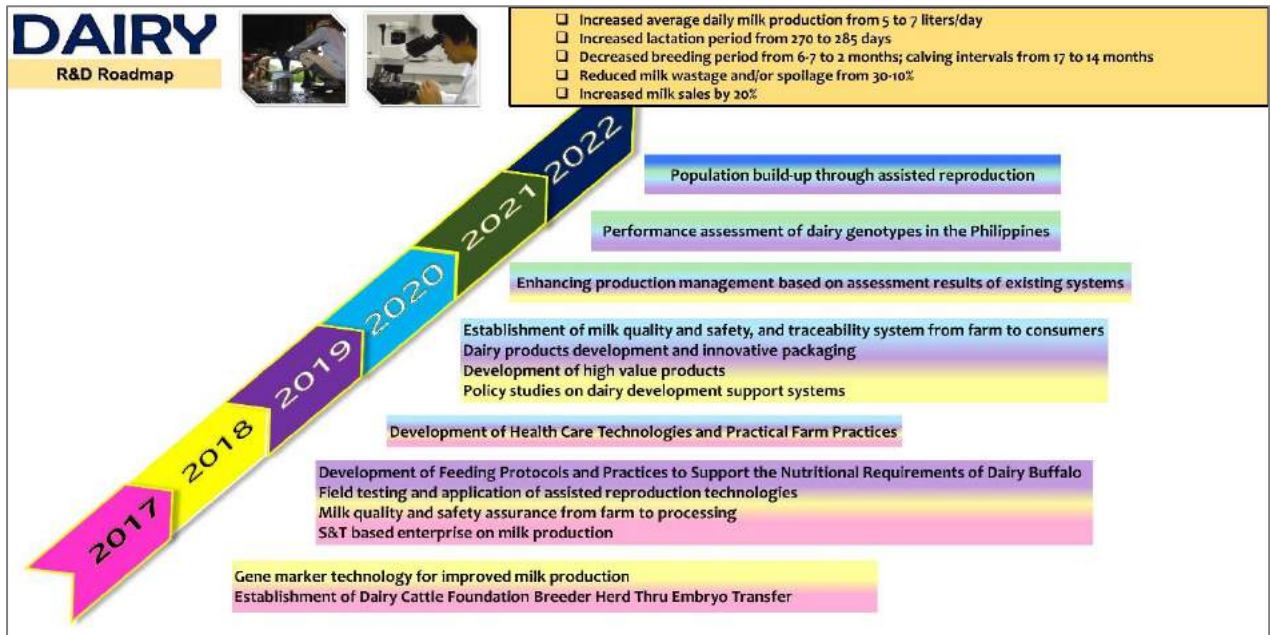 DAIRY
R&D Roadmap
❑ Increased average daily milk production from 5 to 7 liters/day
❑ Increased lactation period from 270 to 285 days
❑ Decreased breeding period from 6-7 to 2 months; calving intervals from 17 to 14 months
❑ Reduced milk wastage and/or spoilage from 30-10%
❑ Increased milk sales by 20%
2022
2021
2020
2019
2018
2017
Population build-up through assisted reproduction
Performance assessment of dairy genotypes in the Philippines
Enhancing production management based on assessment results of existing systems
Establishment of milk quality and safety, and traceability system from farm to consumers
Dairy products development and innovative packaging
Development of high value products
Policy studies on dairy development support systems
Development of Health Care Technologies and Practical Farm Practices
Development of Feeding Protocols and Practices to Support the Nutritional Requirements of Dairy Buffalo
Field testing and application of assisted reproduction technologies
Milk quality and safety assurance from farm to processing
S&T based enterprise on milk production
Gene marker technology for improved milk production
Establishment of Dairy Cattle Foundation Breeder Herd Thru Embryo Transfer